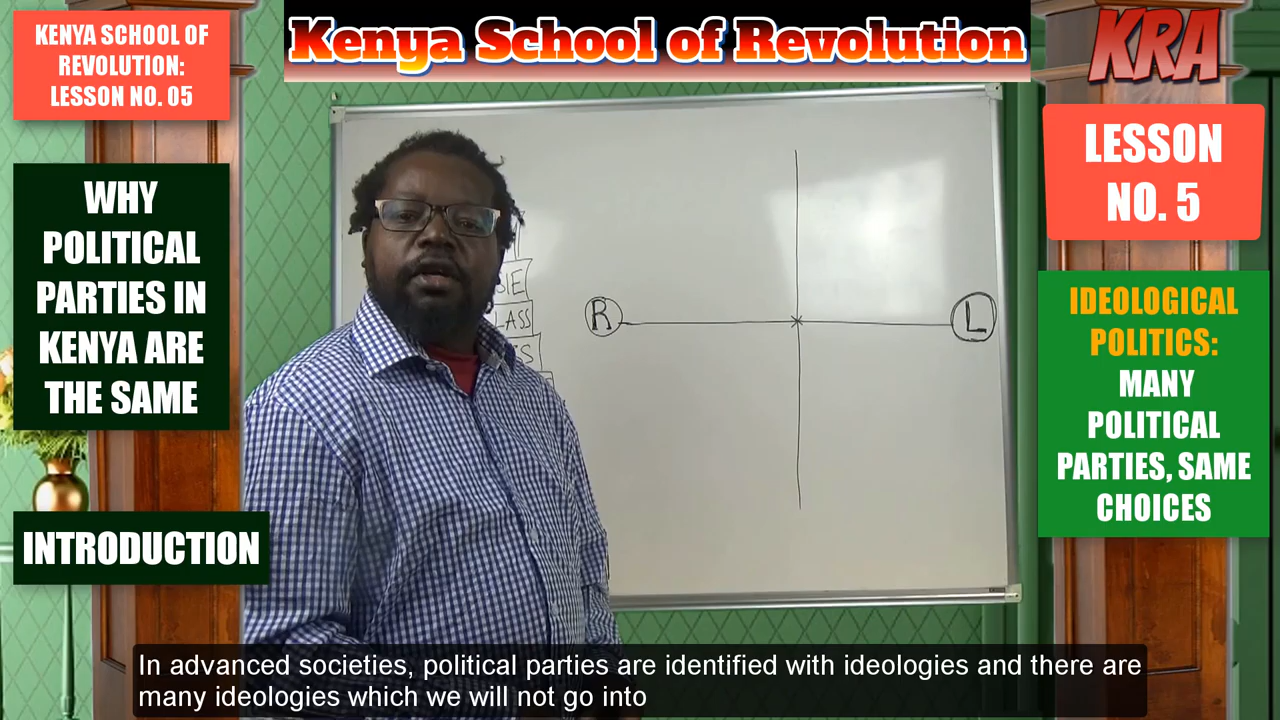 KENYA SCHOOL OF
REVOLUTION:
LESSON NO. 05
Kenya School of Revolution
KRA
LESSON
NO. 5
WHY
POLITICAL
PARTIES IN
KENYA ARE
THE SAME
IDEOLOGICAL
POLITICS:
MANY
POLITICAL
PARTIES, SAME
CHOICES
R
L
INTRODUCTION
In advanced societies, political parties are identified with ideologies and there are
many ideologies which we will not go into